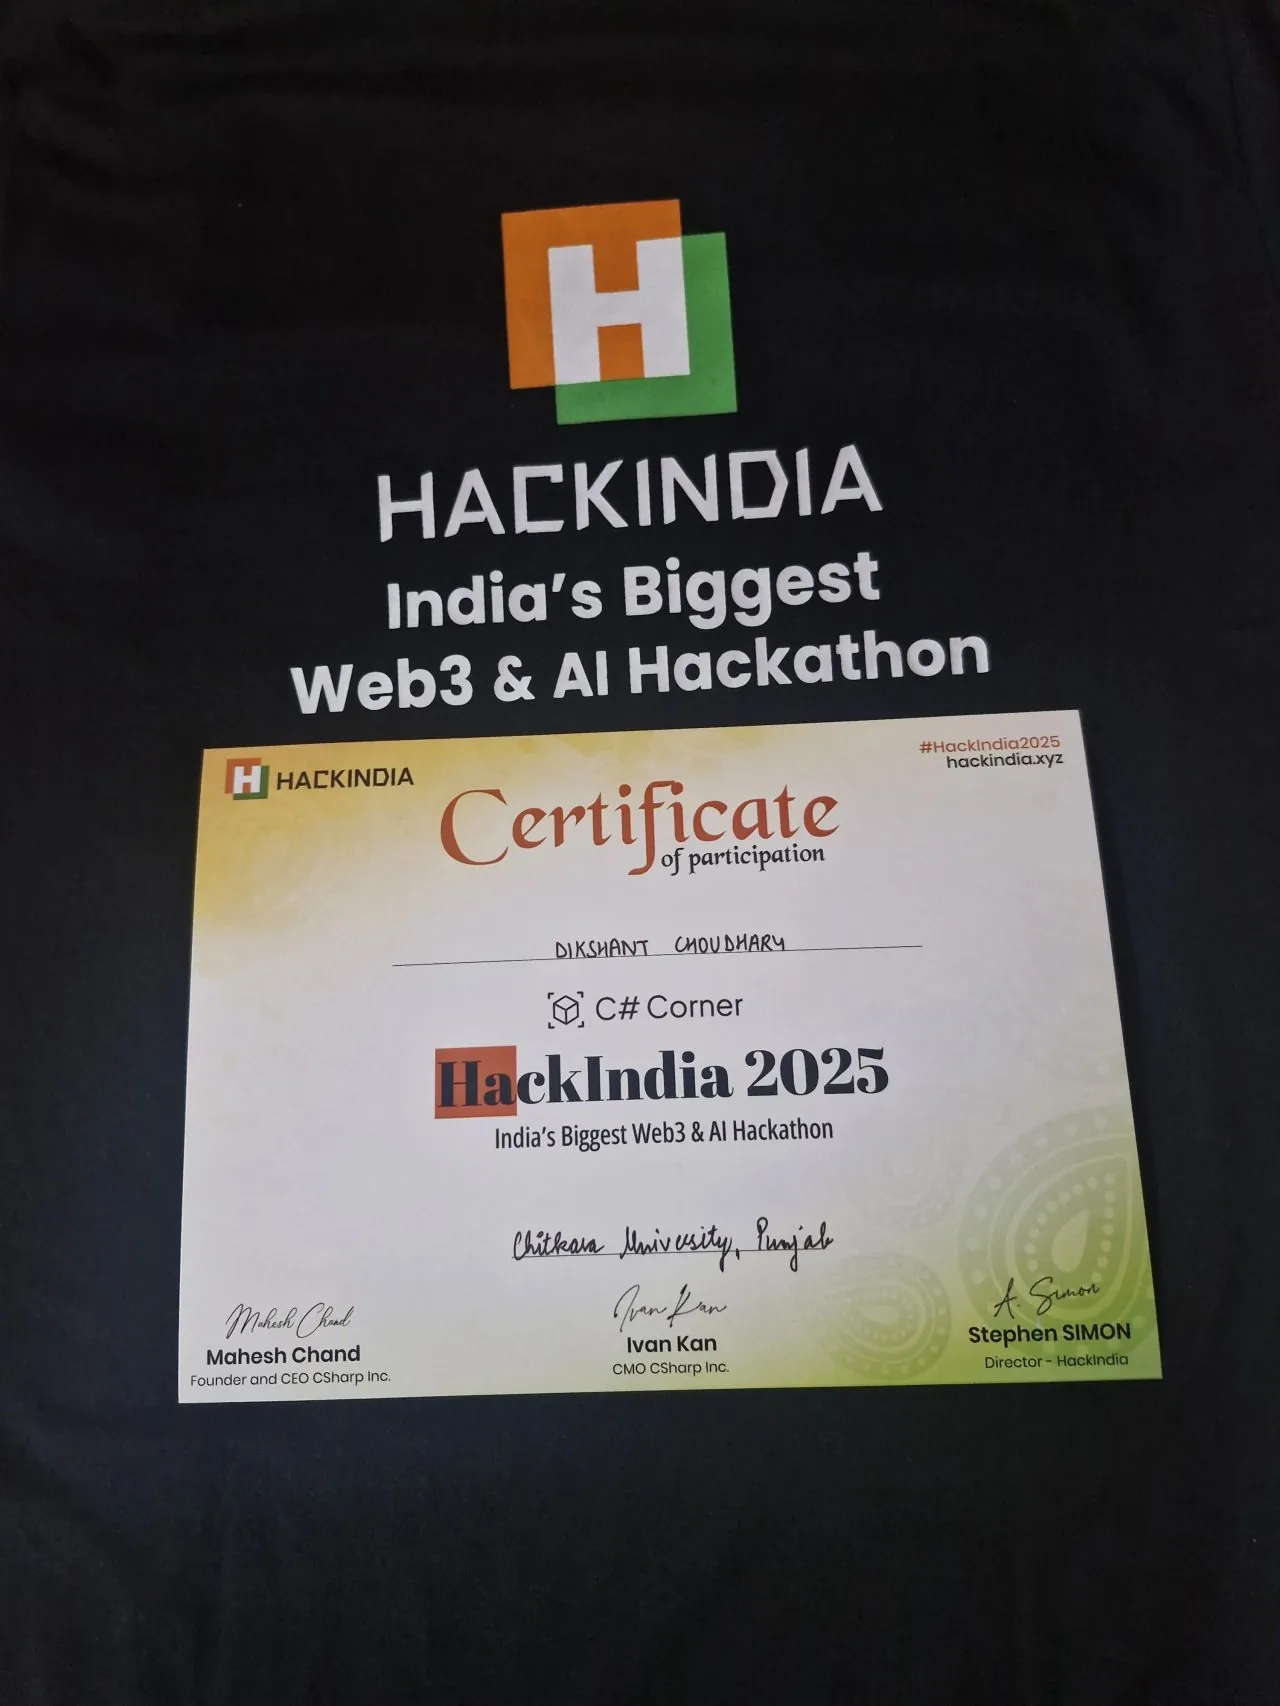 H
HACKINDIA
India's Biggest
Web3 & AI Hackathon
H HACKINDIA
#HackIndia2025
hackindia.xyz
Certificate
of participation
DIKSHANT CHOUDHARY
C# Corner
HackIndia 2025
India's Biggest Web3 & AI Hackathon
Chitkara University, Punjab
Mahesh Chand
Ivan Kan
A. Simon
Mahesh Chand
Founder and CEO CSharp Inc.
Ivan Kan
CMO CSharp Inc.
Stephen SIMON
Director - HackIndia